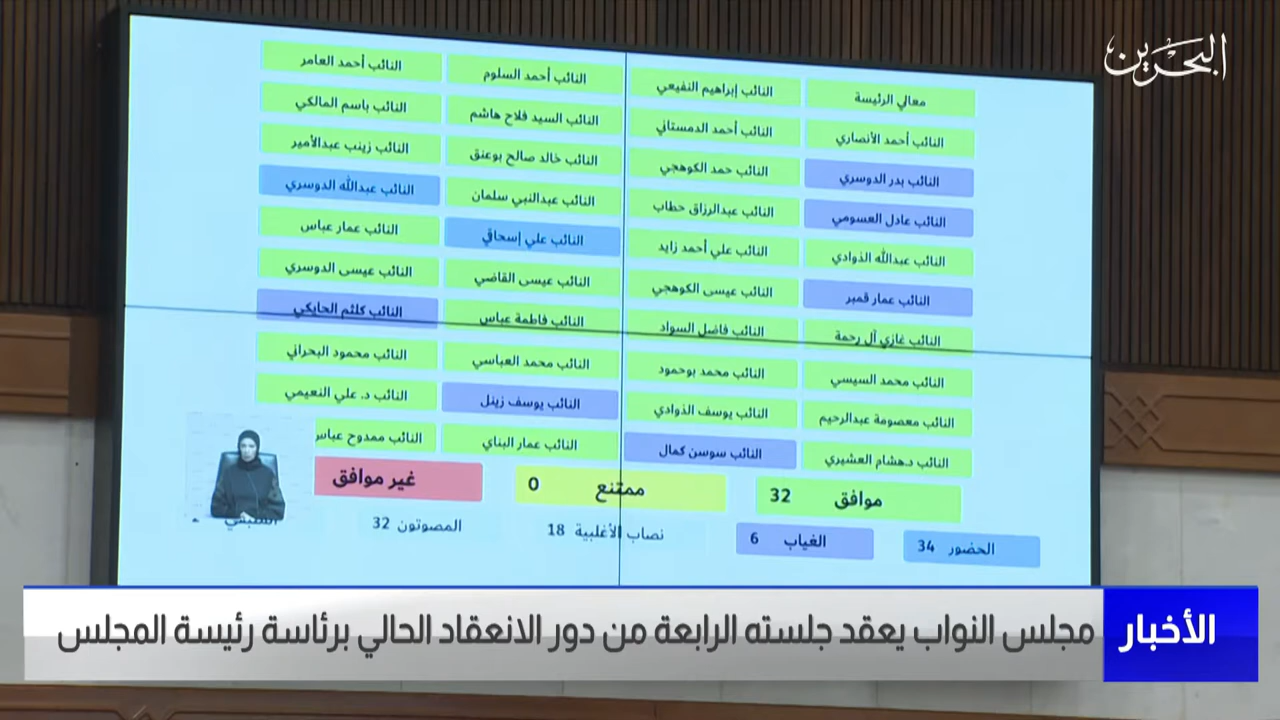 البحرين
معالي الرئيسة النائب إبراهيم النفيعي النائب أحمد السلوم النائب أحمد العامر
النائب أحمد الأنصاري النائب أحمد الدمستاني النائب السيد فلاح هاشم النائب باسم المالكي
النائب بدر الدوسري النائب حمد الكوهجي النائب خالد صالح بوعنق النائب زينب عبدالأمير
النائب عادل العسومي النائب عبدالرزاق حطاب النائب عبدالنبي سلمان النائب عبدالله الدوسري
النائب عبدالله الذوادي النائب علي أحمد زايد النائب علي إسحاقي النائب عمار عباس
النائب عمار قمبر النائب عيسى الكوهجي النائب عيسى القاضي النائب عيسى الدوسري
النائب غازي آل رحمة النائب فاضل السواد النائب فاطمة عباس النائب كلثم الحايكي
النائب محمد السيسي النائب محمد بوحمود النائب محمد العباسي النائب محمود البحراني
النائب معصومة عبدالرحيم النائب يوسف الذوادي النائب يوسف زينل النائب د. علي النعيمي
النائب د.هشام العشيري النائب سوسن كمال النائب عمار البناي النائب ممدوح عباس
موافق 32 ممتنع 0 غير موافق
الحضور 34 الغياب 6 نصاب الأغلبية 18 المصوتون 32
الأخبار
مجلس النواب يعقد جلسته الرابعة من دور الانعقاد الحالي برئاسة رئيسة المجلس